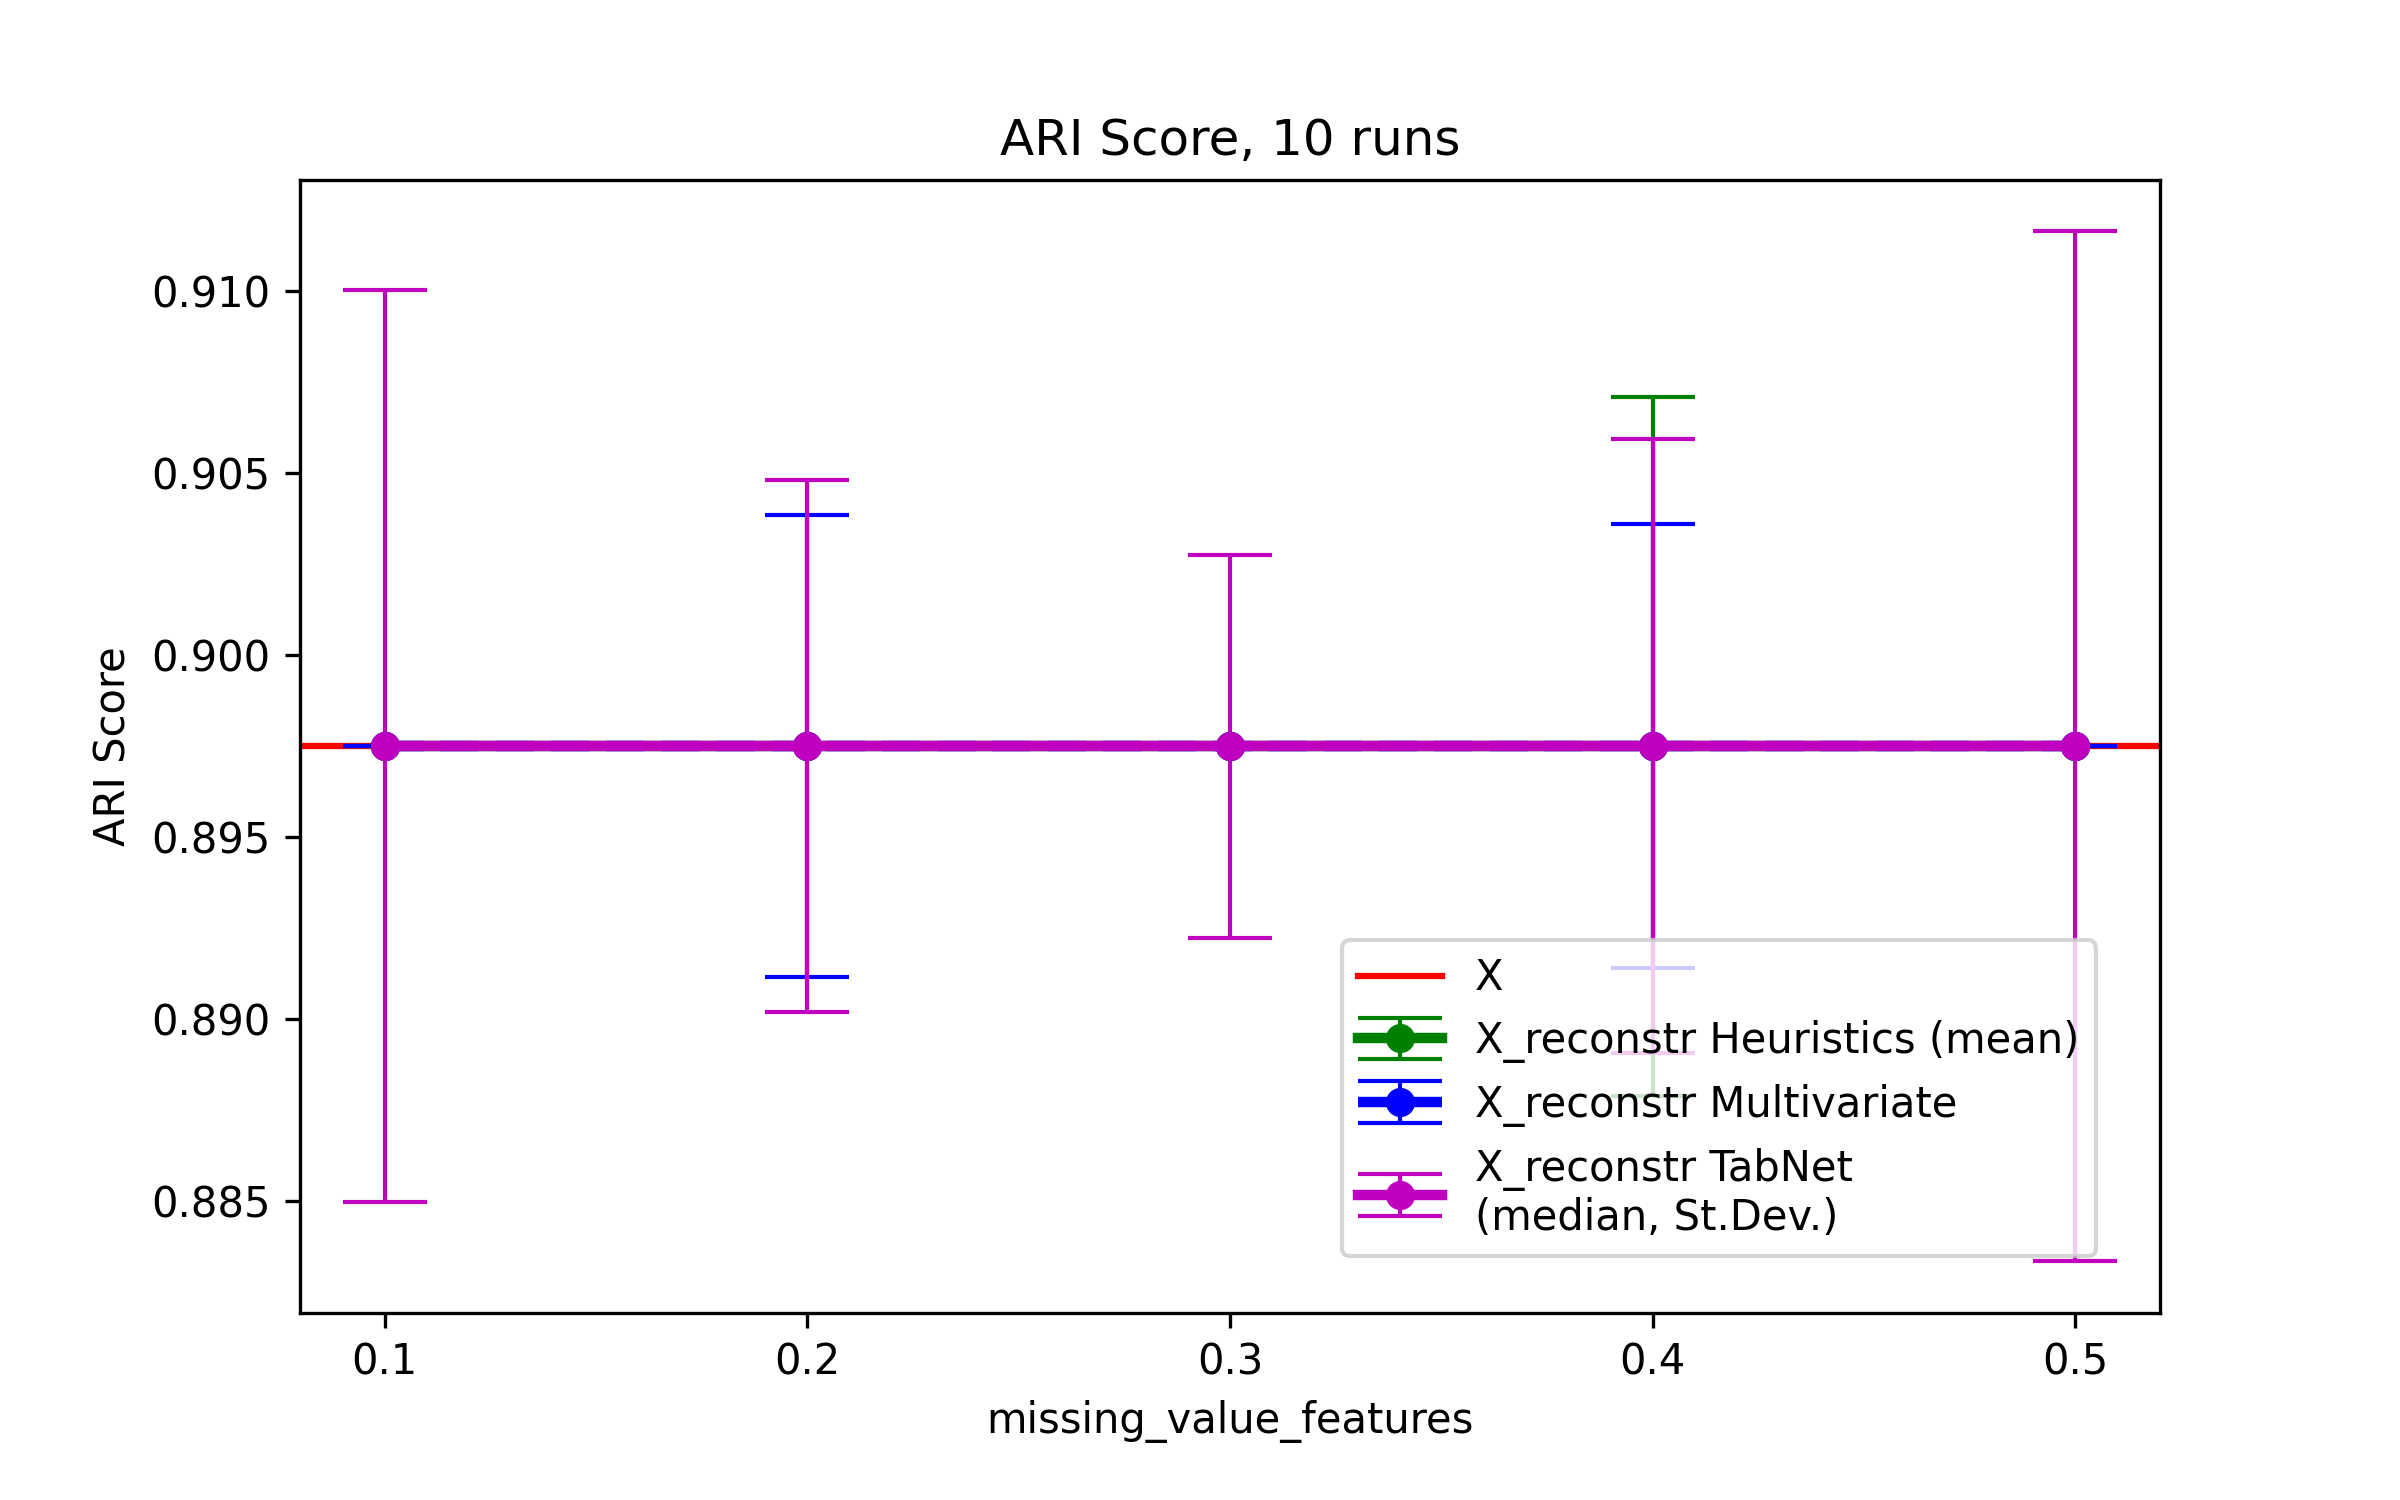 ARI Score, 10 runs
0.910
0.905
0.900
0.895
0.890
0.885
ARI Score
X
X_reconstr Heuristics (mean)
X_reconstr Multivariate
X_reconstr TabNet
(median, St.Dev.)
0.1 0.2 0.3 0.4 0.5
missing_value_features